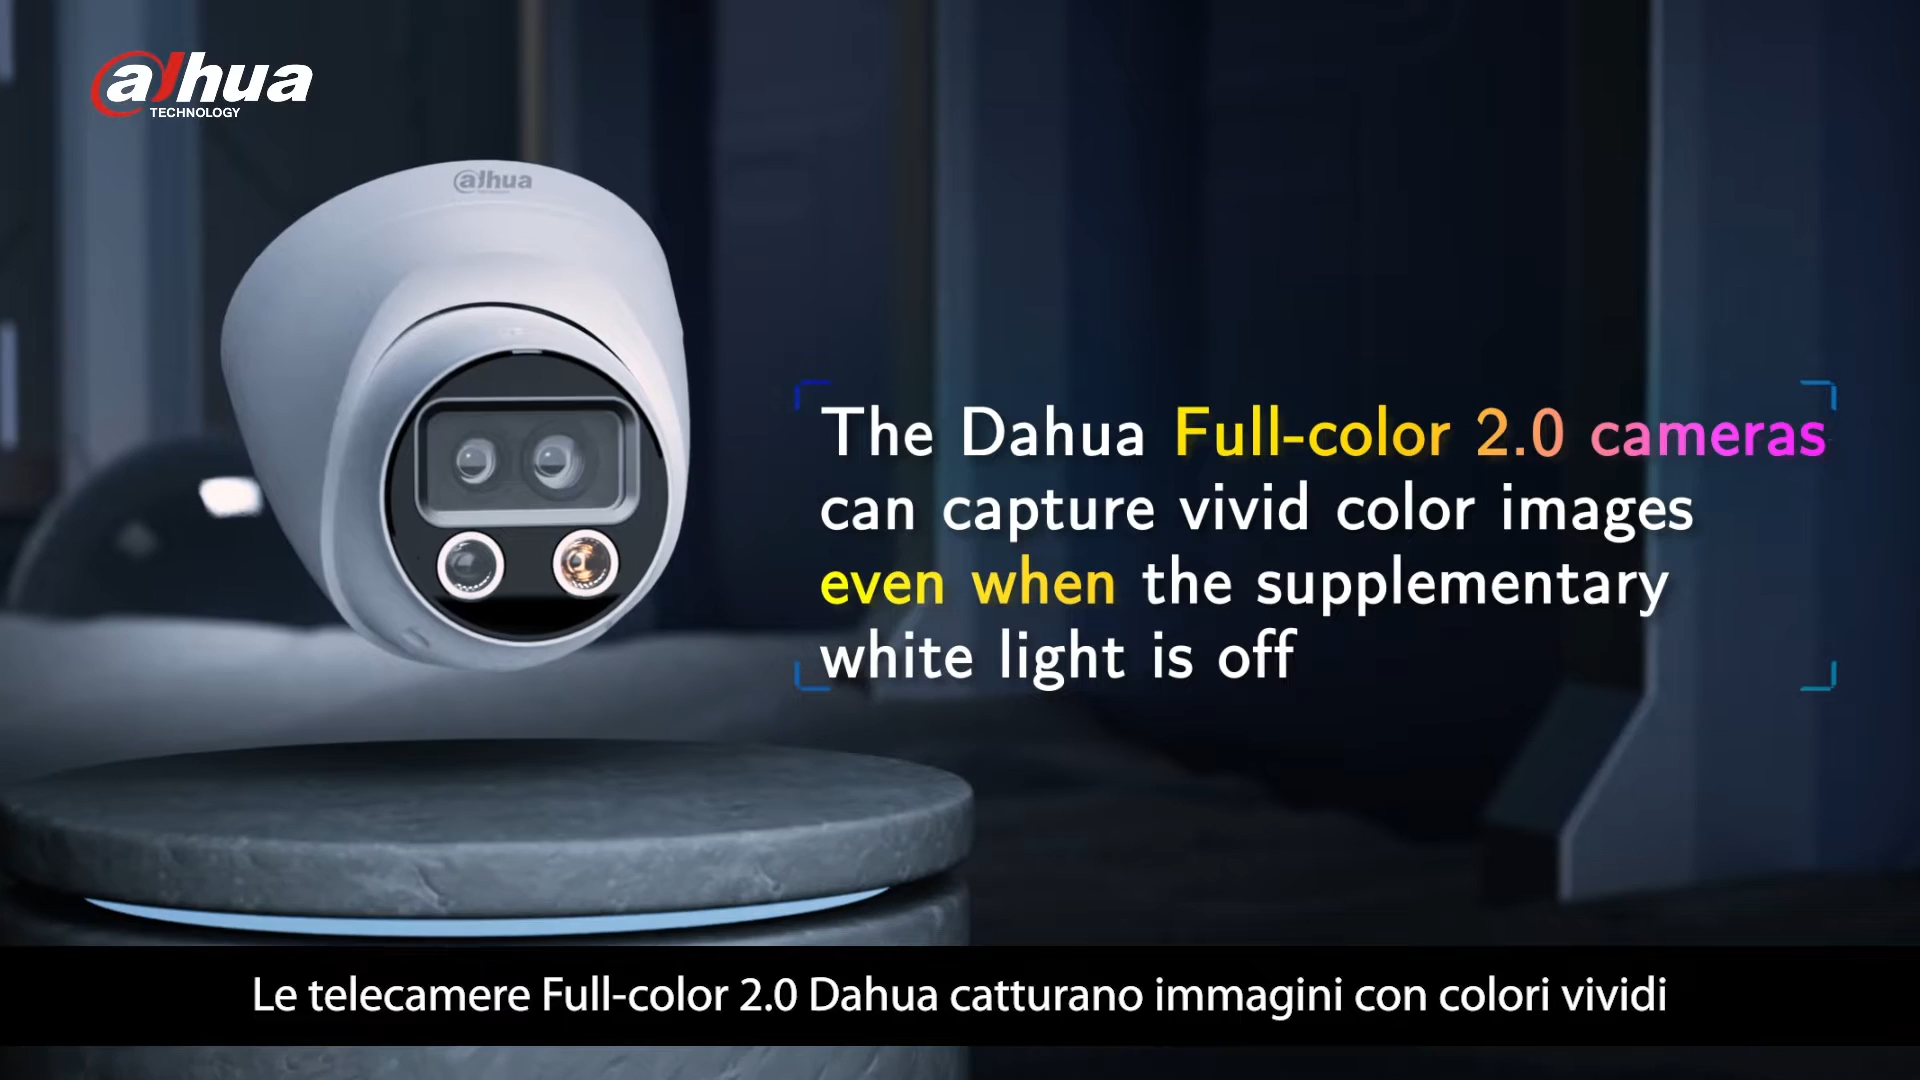 alhua
TECHNOLOGY
alhua
The Dahua Full-color 2.0 cameras
can capture vivid color images
even when the supplementary
white light is off
Le telecamere Full-color 2.0 Dahua catturano immagini con colori vividi